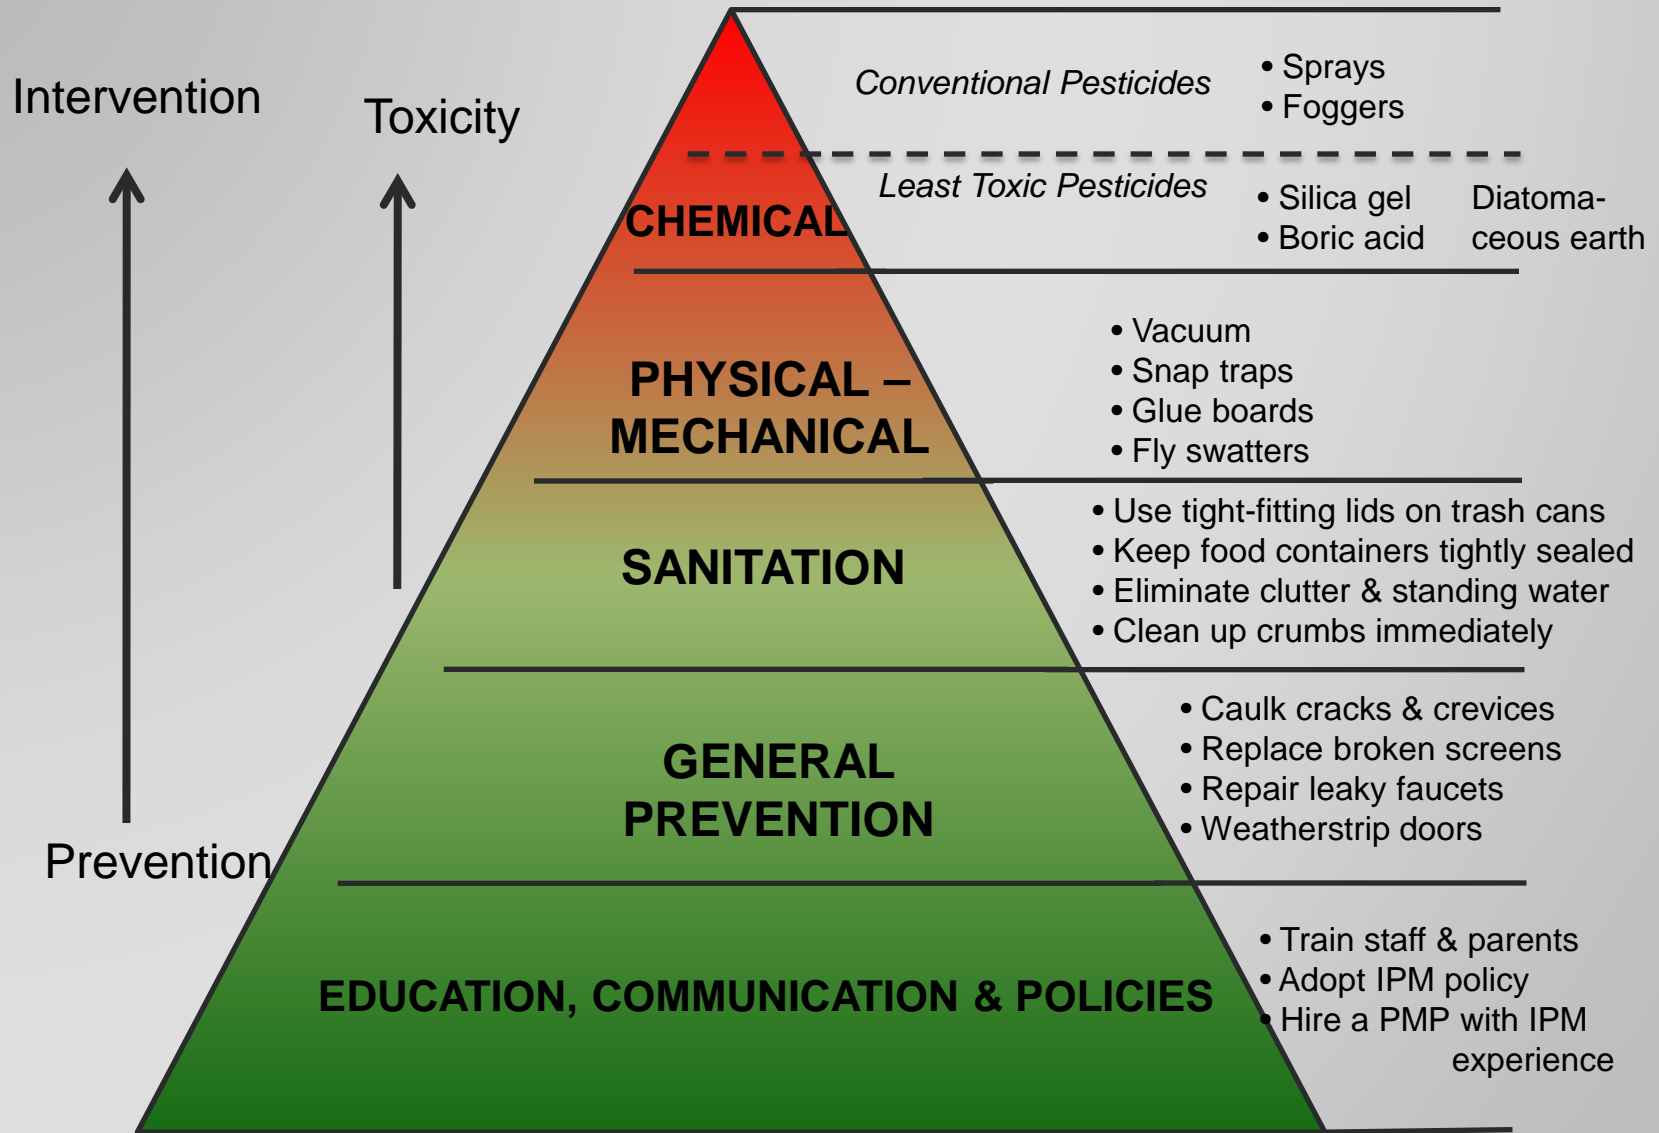 Intervention
Toxicity
Prevention
Conventional Pesticides
• Sprays
• Foggers
Least Toxic Pesticides
• Silica gel
• Boric acid
Diatoma-
ceous earth
CHEMICAL
PHYSICAL –
MECHANICAL
• Vacuum
• Snap traps
• Glue boards
• Fly swatters
SANITATION
• Use tight-fitting lids on trash cans
• Keep food containers tightly sealed
• Eliminate clutter & standing water
• Clean up crumbs immediately
GENERAL
PREVENTION
• Caulk cracks & crevices
• Replace broken screens
• Repair leaky faucets
• Weatherstrip doors
EDUCATION, COMMUNICATION & POLICIES
• Train staff & parents
• Adopt IPM policy
• Hire a PMP with IPM
experience